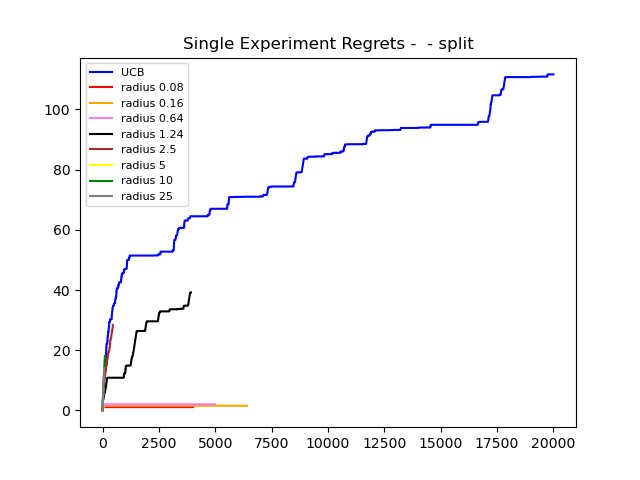 Single Experiment Regrets -  - split
UCB
radius 0.08
radius 0.16
radius 0.64
radius 1.24
radius 2.5
radius 5
radius 10
radius 25
100
80
60
40
20
0
0 2500 5000 7500 10000 12500 15000 17500 20000